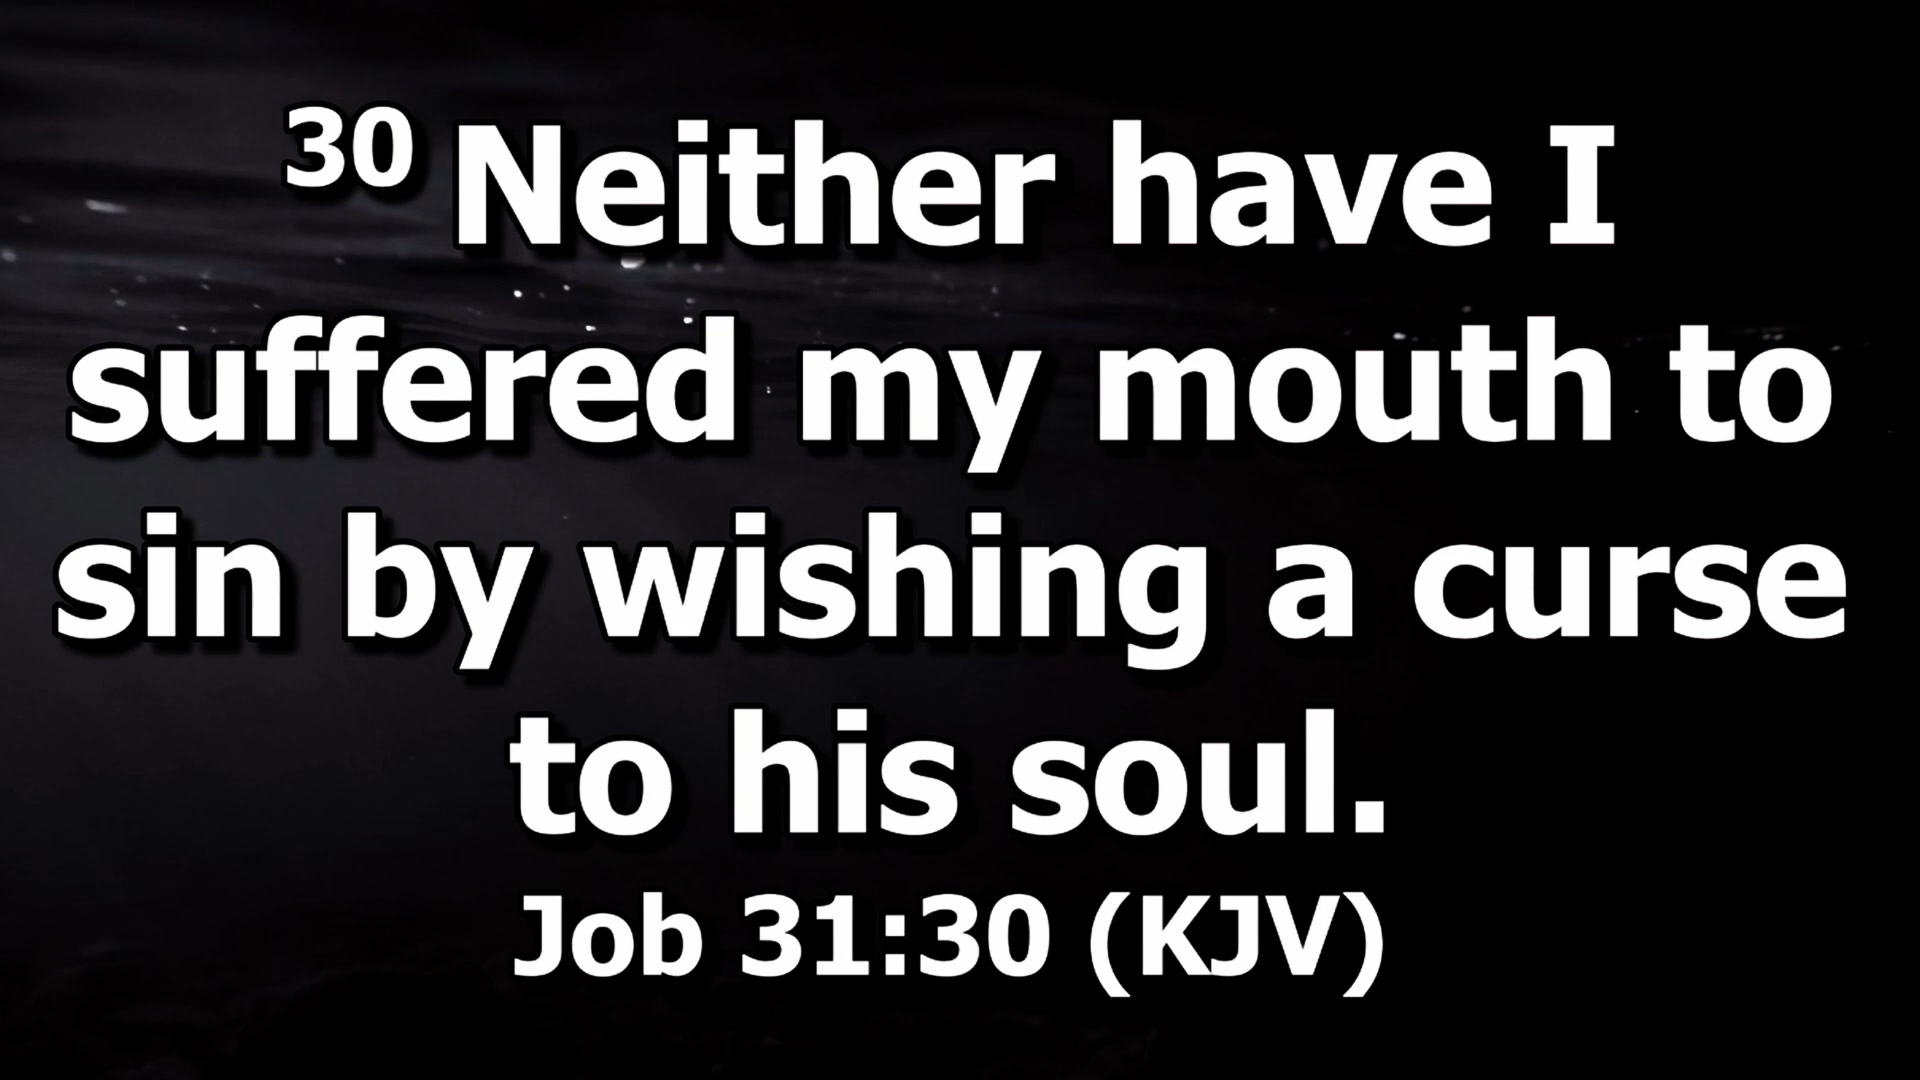 30 Neither have I
suffered my mouth to
sin by wishing a curse
to his soul.
Job 31:30 (KJV)